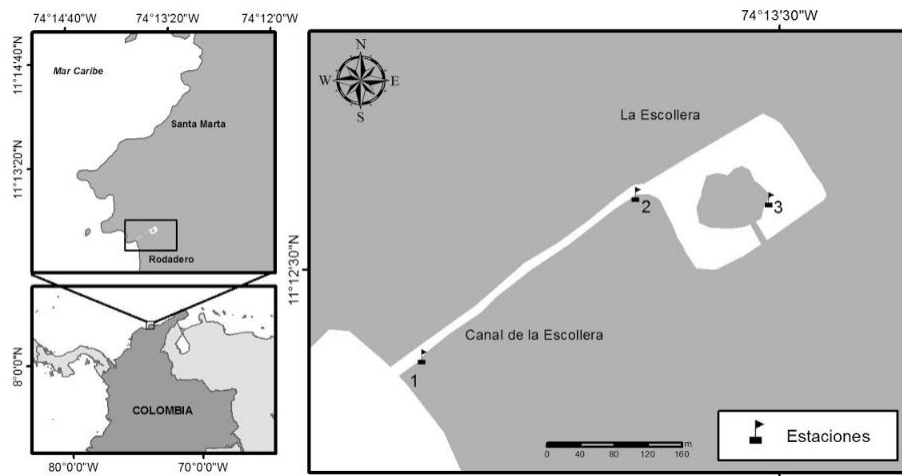 74°14'40"W
74°13'20"W
74°12'0"W
11°14'40"N
11°13'20"N
Mar Caribe
Santa Marta
Rodadero
8°0'0"N
COLOMBIA
80°0'0"W
70°0'0"W
74°13'30"W
11°12'30"N
N
W
E
S
La Escollera
2
3
Canal de la Escollera
1
0 40 80 120 160 m
Estaciones